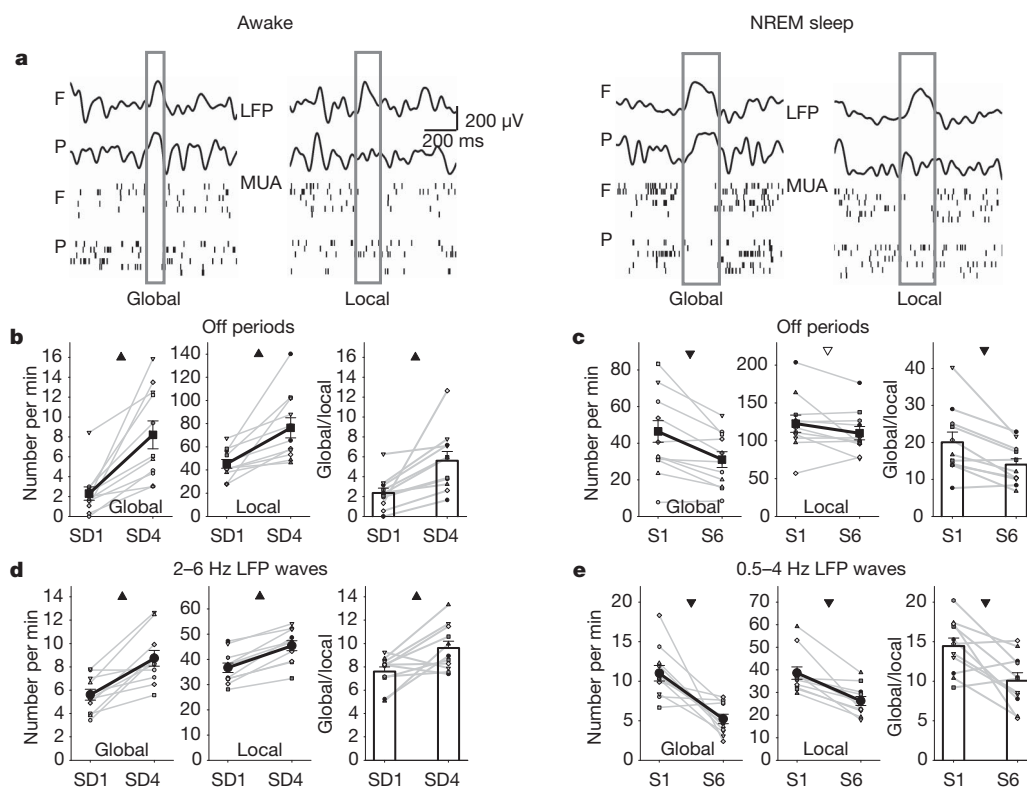 Awake
NREM sleep
a
F
LFP
P
200 µV
200 ms
MUA
F
P
Global
Local
F
LFP
P
MUA
F
P
Global
Local
b
Off periods
Number per min
16
14
12
10
8
6
4
2
0
Global
SD1 SD4
140
120
100
80
60
40
20
0
Local
SD1 SD4
Global/local
16
14
12
10
8
6
4
2
0
SD1 SD4
c
Off periods
Number per min
80
60
40
20
0
Global
S1 S6
200
150
100
50
0
Local
S1 S6
Global/local
40
30
20
10
0
S1 S6
d
2–6 Hz LFP waves
Number per min
14
12
10
8
6
4
2
0
Global
SD1 SD4
60
50
40
30
20
10
0
Local
SD1 SD4
Global/local
14
12
10
8
6
4
2
0
SD1 SD4
e
0.5–4 Hz LFP waves
Number per min
20
15
10
5
0
Global
S1 S6
70
60
50
40
30
20
10
0
Local
S1 S6
Global/local
20
15
10
5
0
S1 S6